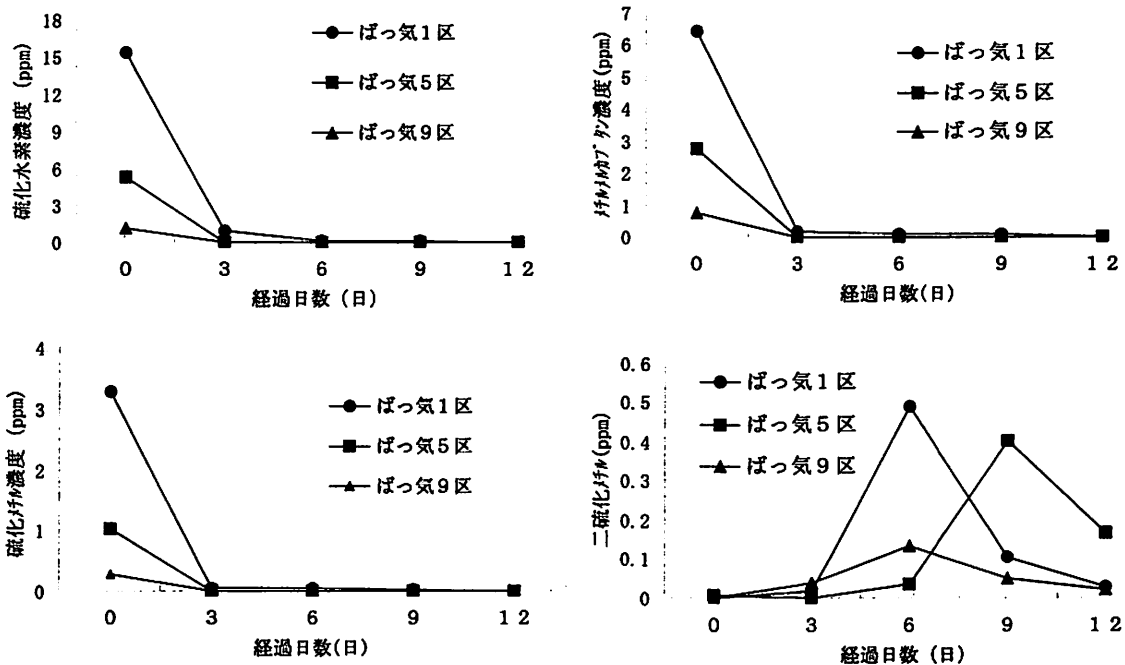 硫化水素濃度 (ppm)
18
15
12
9
6
3
0
ばっ気1区
ばっ気5区
ばっ気9区
0 3 6 9 12
経過日数 (日)
ﾒﾁﾙﾒﾙｶﾌﾟﾀﾝ濃度(ppm)
7
6
5
4
3
2
1
0
ばっ気1区
ばっ気5区
ばっ気9区
0 3 6 9 12
経過日数(日)
硫化ﾒﾁﾙ濃度 (ppm)
4
3
2
1
0
ばっ気1区
ばっ気5区
ばっ気9区
0 3 6 9 12
経過日数(日)
二硫化ﾒﾁﾙ(ppm)
0.6
0.5
0.4
0.3
0.2
0.1
0
ばっ気1区
ばっ気5区
ばっ気9区
0 3 6 9 12
経過日数 (日)